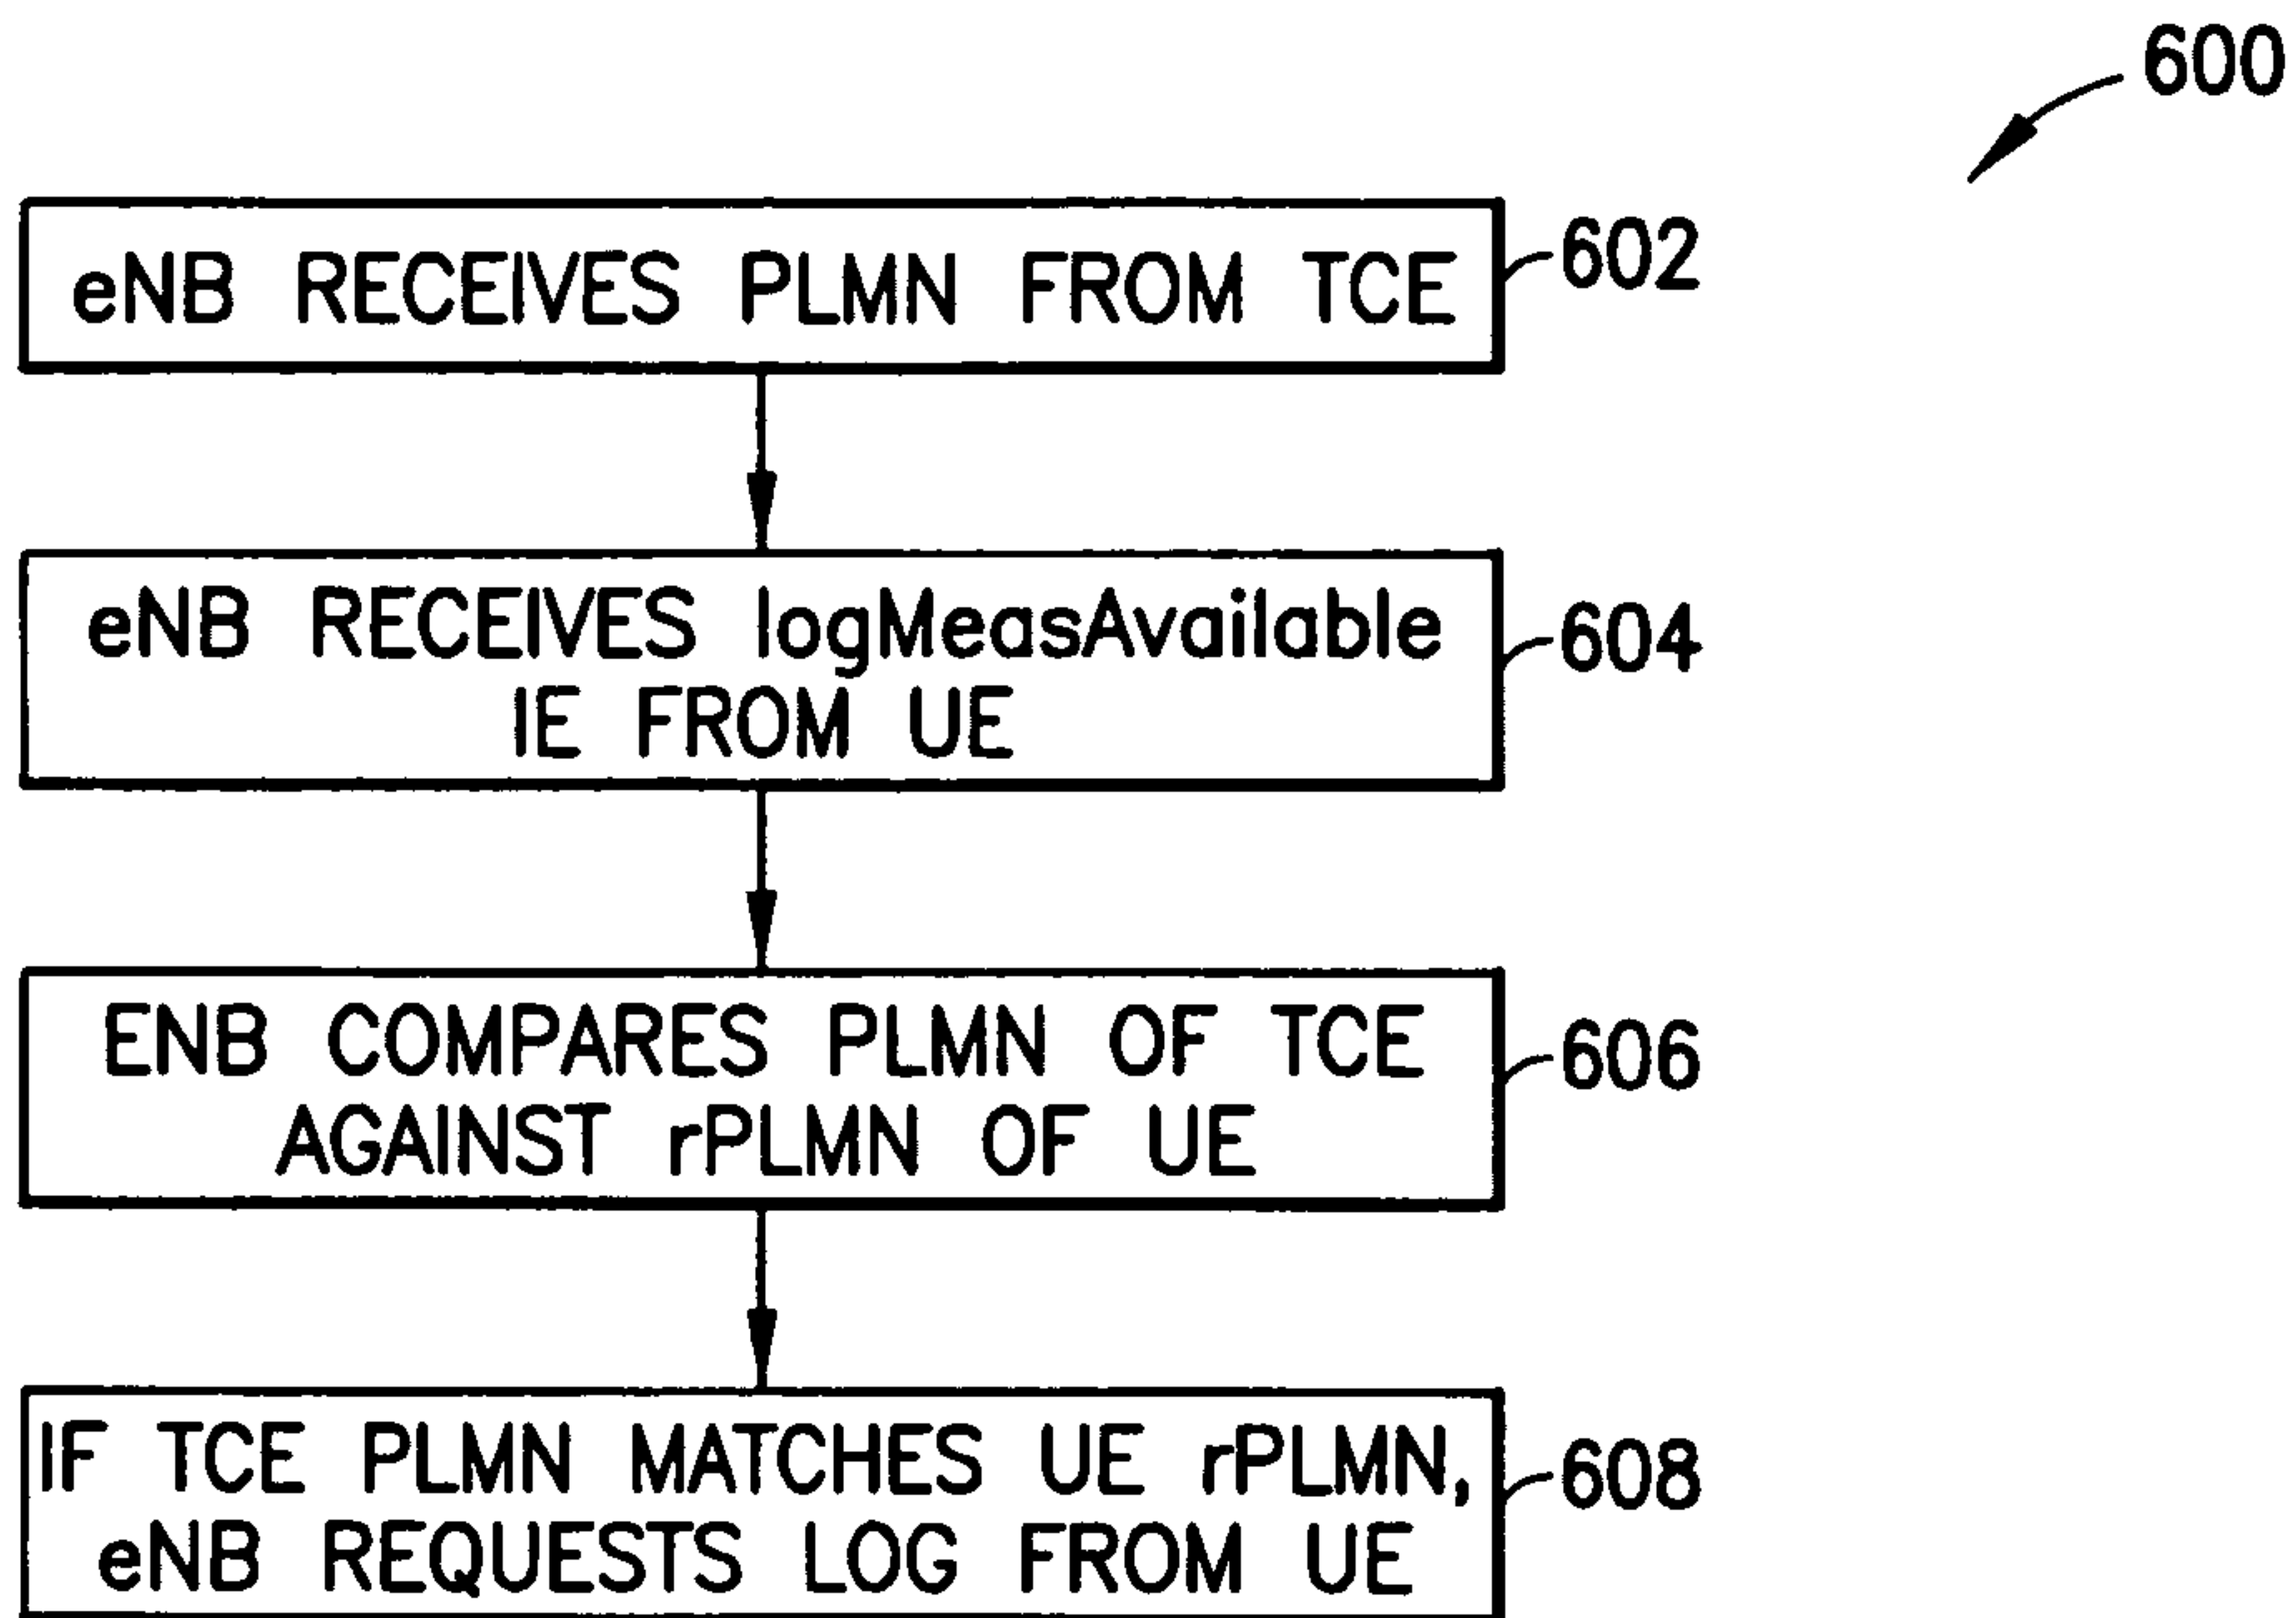 600
eNB RECEIVES PLMN FROM TCE
602
eNB RECEIVES logMeasAvailable
IE FROM UE
604
ENB COMPARES PLMN OF TCE
AGAINST rPLMN OF UE
606
IF TCE PLMN MATCHES UE rPLMN,
eNB REQUESTS LOG FROM UE
608